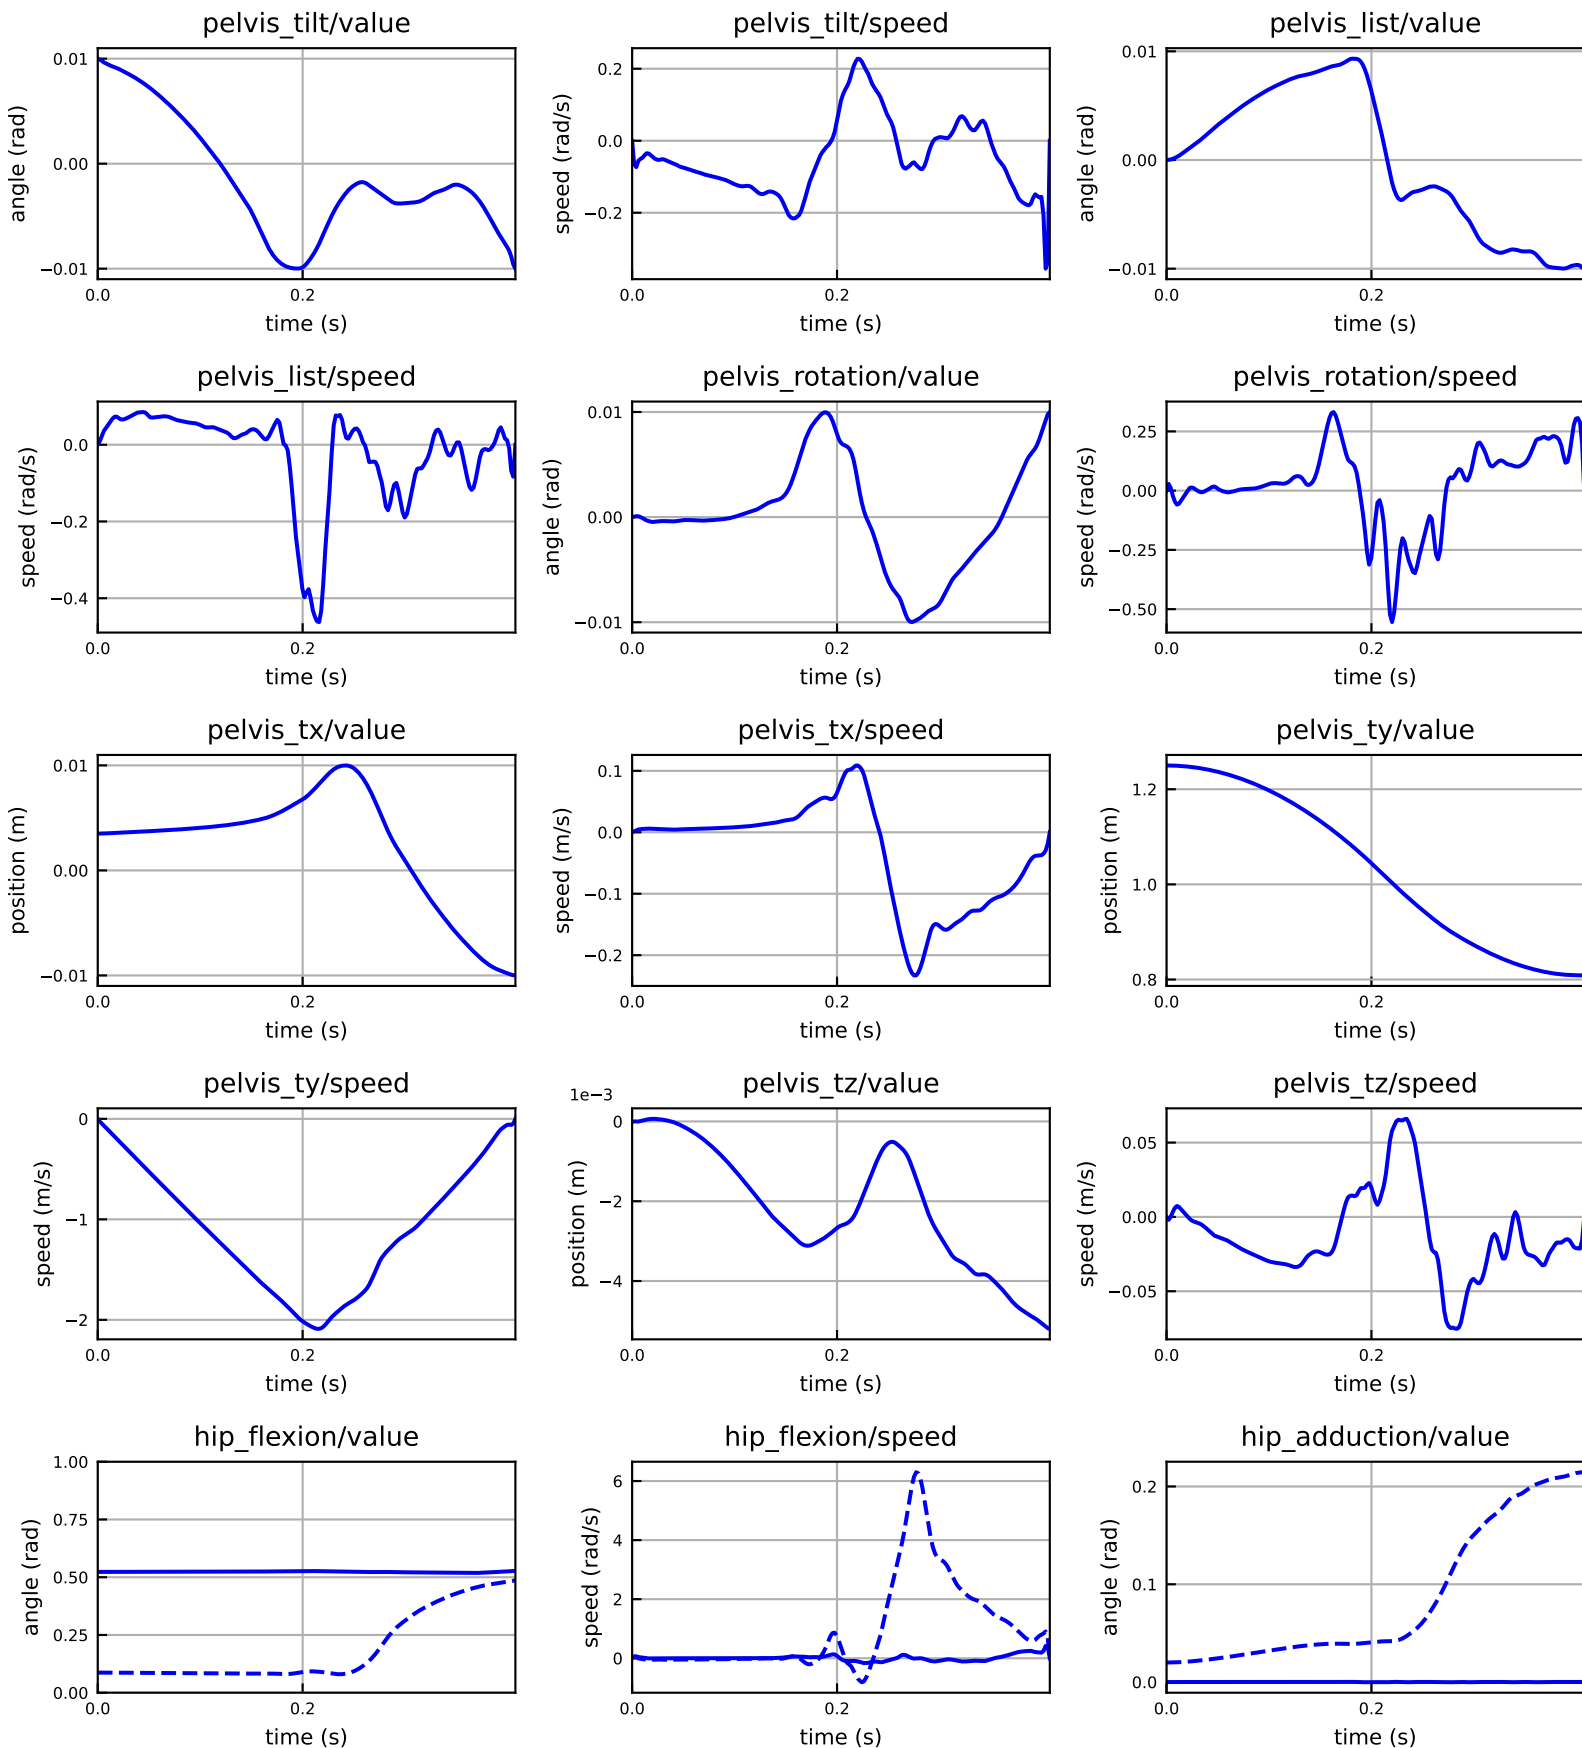 pelvis_tilt/value
angle (rad)
0.01
0.00
−0.01
0.0
0.2
time (s)
pelvis_tilt/speed
speed (rad/s)
0.2
0.0
−0.2
0.0
0.2
time (s)
pelvis_list/value
angle (rad)
0.01
0.00
−0.01
0.0
0.2
time (s)
pelvis_list/speed
speed (rad/s)
0.0
−0.2
−0.4
0.0
0.2
time (s)
pelvis_rotation/value
angle (rad)
0.01
0.00
−0.01
0.0
0.2
time (s)
pelvis_rotation/speed
speed (rad/s)
0.25
0.00
−0.25
−0.50
0.0
0.2
time (s)
pelvis_tx/value
position (m)
0.01
0.00
−0.01
0.0
0.2
time (s)
pelvis_tx/speed
speed (m/s)
0.1
0.0
−0.1
−0.2
0.0
0.2
time (s)
pelvis_ty/value
position (m)
1.2
1.0
0.8
0.0
0.2
time (s)
pelvis_ty/speed
speed (m/s)
0
−1
−2
0.0
0.2
time (s)
pelvis_tz/value
1e−3
position (m)
0
−2
−4
0.0
0.2
time (s)
pelvis_tz/speed
speed (m/s)
0.05
0.00
−0.05
0.0
0.2
time (s)
hip_flexion/value
angle (rad)
1.00
0.75
0.50
0.25
0.00
0.0
0.2
time (s)
hip_flexion/speed
speed (rad/s)
6
4
2
0
0.0
0.2
time (s)
hip_adduction/value
angle (rad)
0.2
0.1
0.0
0.0
0.2
time (s)